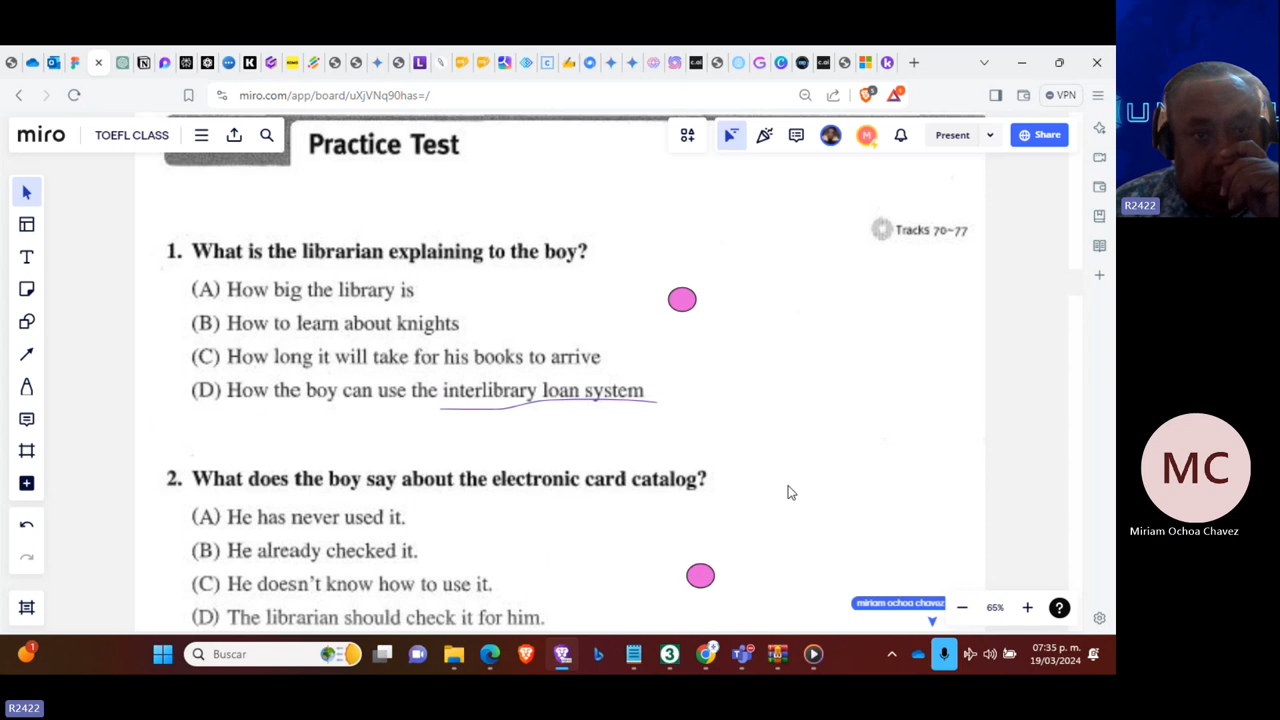 miro.com/app/board/uXjVNq90has=/
VPN
miro
TOEFL CLASS
Present
Share
Practice Test
Tracks 70~77
1. What is the librarian explaining to the boy?
(A) How big the library is
(B) How to learn about knights
(C) How long it will take for his books to arrive
(D) How the boy can use the interlibrary loan system
2. What does the boy say about the electronic card catalog?
(A) He has never used it.
(B) He already checked it.
(C) He doesn't know how to use it.
(D) The librarian should check it for him.
miriam ochoa chavez
65%
Buscar
07:35 p. m.
19/03/2024
R2422
MC
Miriam Ochoa Chavez
R2422